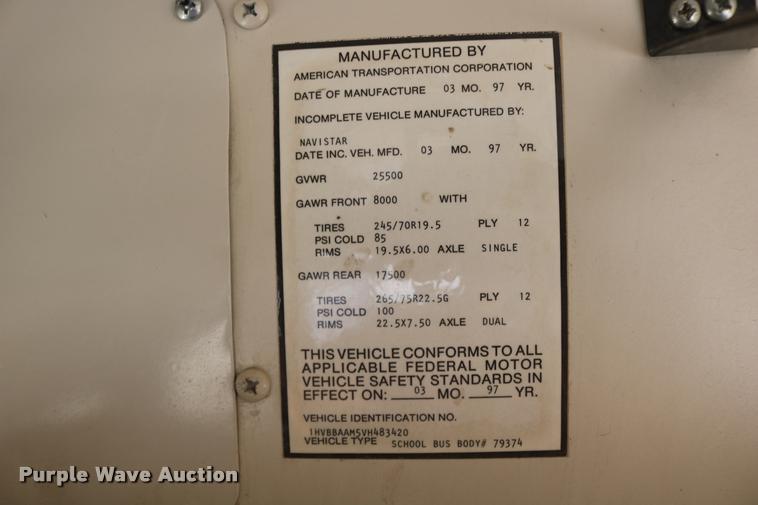 MANUFACTURED BY
AMERICAN TRANSPORTATION CORPORATION
DATE OF MANUFACTURE 03 MO. 97 YR.
INCOMPLETE VEHICLE MANUFACTURED BY:
NAVISTAR
DATE INC. VEH. MFD. 03 MO. 97 YR.
GVWR 25500
GAWR FRONT 8000 WITH
TIRES 245/70R19.5 PLY 12
PSI COLD 85
RIMS 19.5X6.00 AXLE SINGLE
GAWR REAR 17500
TIRES 265/75R22.5G PLY 12
PSI COLD 100
RIMS 22.5X7.50 AXLE DUAL
THIS VEHICLE CONFORMS TO ALL
APPLICABLE FEDERAL MOTOR
VEHICLE SAFETY STANDARDS IN
EFFECT ON: 03 MO. 97 YR.
VEHICLE IDENTIFICATION NO.
1HVBBAAM5VH483420
VEHICLE TYPE SCHOOL BUS BODY# 79374
Purple Wave Auction